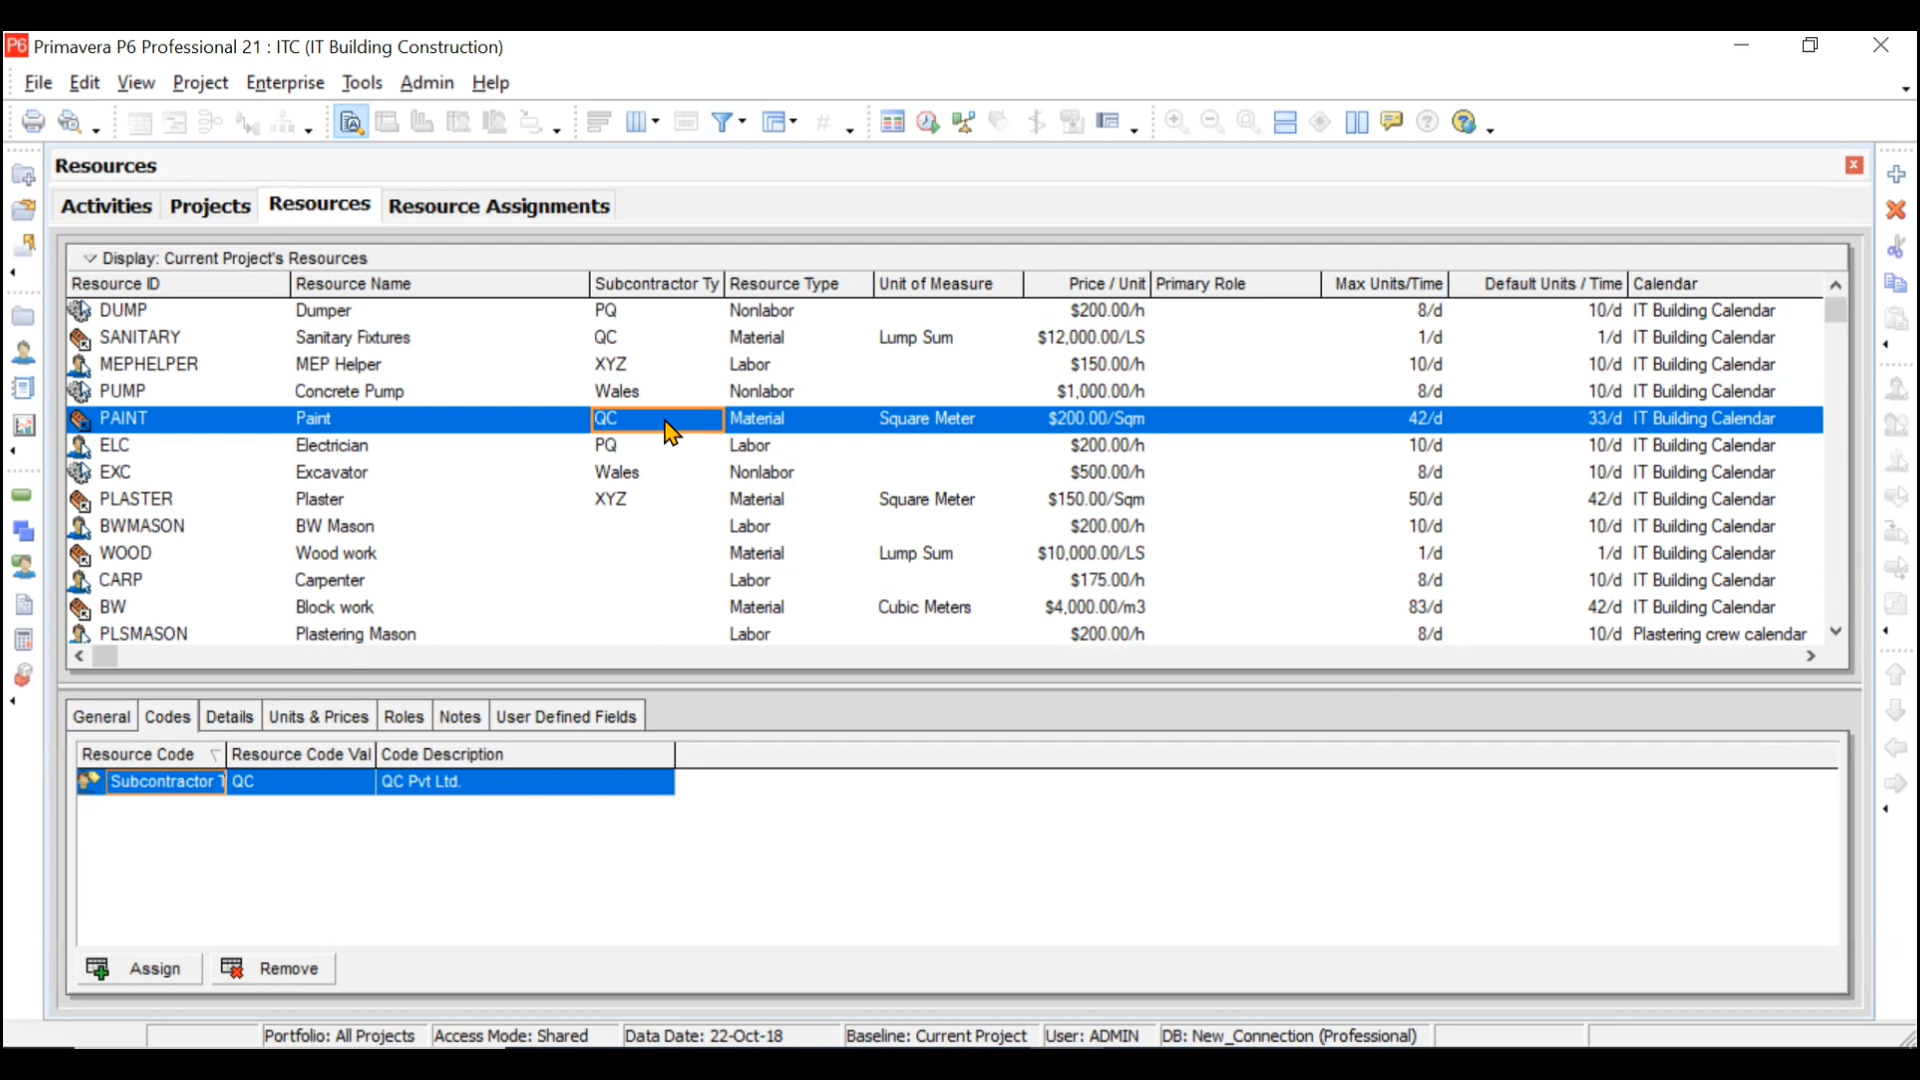 P6 Primavera P6 Professional 21 : ITC (IT Building Construction)
File Edit View Project Enterprise Tools Admin Help
Resources
Activities Projects Resources Resource Assignments
Display: Current Project's Resources
Resource ID Resource Name Subcontractor Ty Resource Type Unit of Measure Price / Unit Primary Role Max Units/Time Default Units / Time Calendar
DUMP Dumper PQ Nonlabor $200.00/h 8/d 10/d IT Building Calendar
SANITARY Sanitary Fixtures QC Material Lump Sum $12,000.00/LS 1/d 1/d IT Building Calendar
MEPHELPER MEP Helper XYZ Labor $150.00/h 10/d 10/d IT Building Calendar
PUMP Concrete Pump Wales Nonlabor $1,000.00/h 8/d 10/d IT Building Calendar
PAINT Paint QC Material Square Meter $200.00/Sqm 42/d 33/d IT Building Calendar
ELC Electrician PQ Labor $200.00/h 10/d 10/d IT Building Calendar
EXC Excavator Wales Nonlabor $500.00/h 8/d 10/d IT Building Calendar
PLASTER Plaster XYZ Material Square Meter $150.00/Sqm 50/d 42/d IT Building Calendar
BWMASON BW Mason Labor $200.00/h 10/d 10/d IT Building Calendar
WOOD Wood work Material Lump Sum $10,000.00/LS 1/d 1/d IT Building Calendar
CARP Carpenter Labor $175.00/h 8/d 10/d IT Building Calendar
BW Block work Material Cubic Meters $4,000.00/m3 83/d 42/d IT Building Calendar
PLSMASON Plastering Mason Labor $200.00/h 8/d 10/d Plastering crew calendar
General Codes Details Units & Prices Roles Notes User Defined Fields
Resource Code Resource Code Val Code Description
Subcontractor T QC QC Pvt Ltd.
Assign Remove
Portfolio: All Projects Access Mode: Shared Data Date: 22-Oct-18 Baseline: Current Project User: ADMIN DB: New_Connection (Professional)